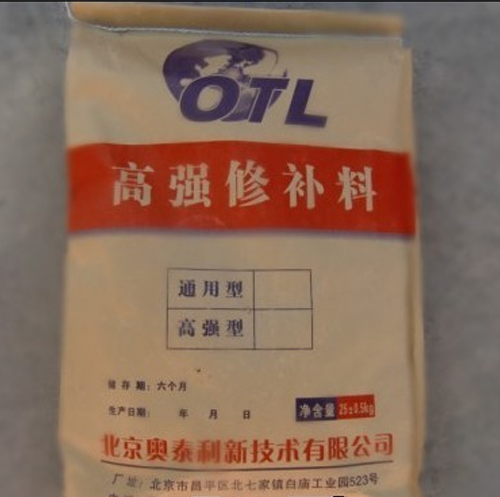 OTL
高强修补料
通用型
高强型
储存期：六个月
生产日期： 年 月 日
净含量 25±0.5kg
北京奥泰利新技术有限公司
厂址：北京市昌平区北七家镇白庙工业园523号